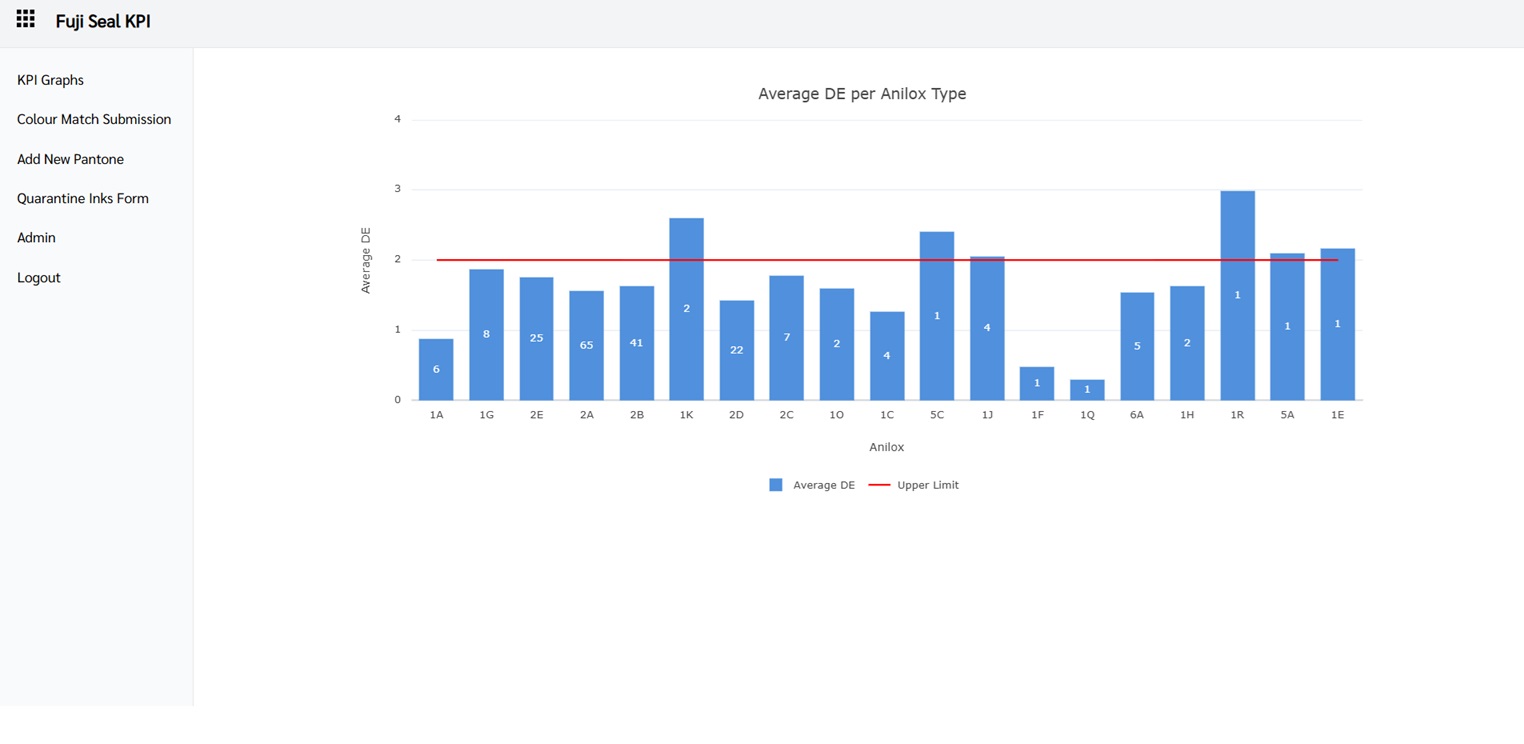 Fuji Seal KPI
KPI Graphs
Colour Match Submission
Add New Pantone
Quarantine Inks Form
Admin
Logout
Average DE per Anilox Type
4
3
2
1
0
Average DE
6
8
25
65
41
2
22
7
2
4
1
4
1
1
5
2
1
1
1
1A 1G 2E 2A 2B 1K 2D 2C 1O 1C 5C 1J 1F 1Q 6A 1H 1R 5A 1E
Anilox
Average DE Upper Limit